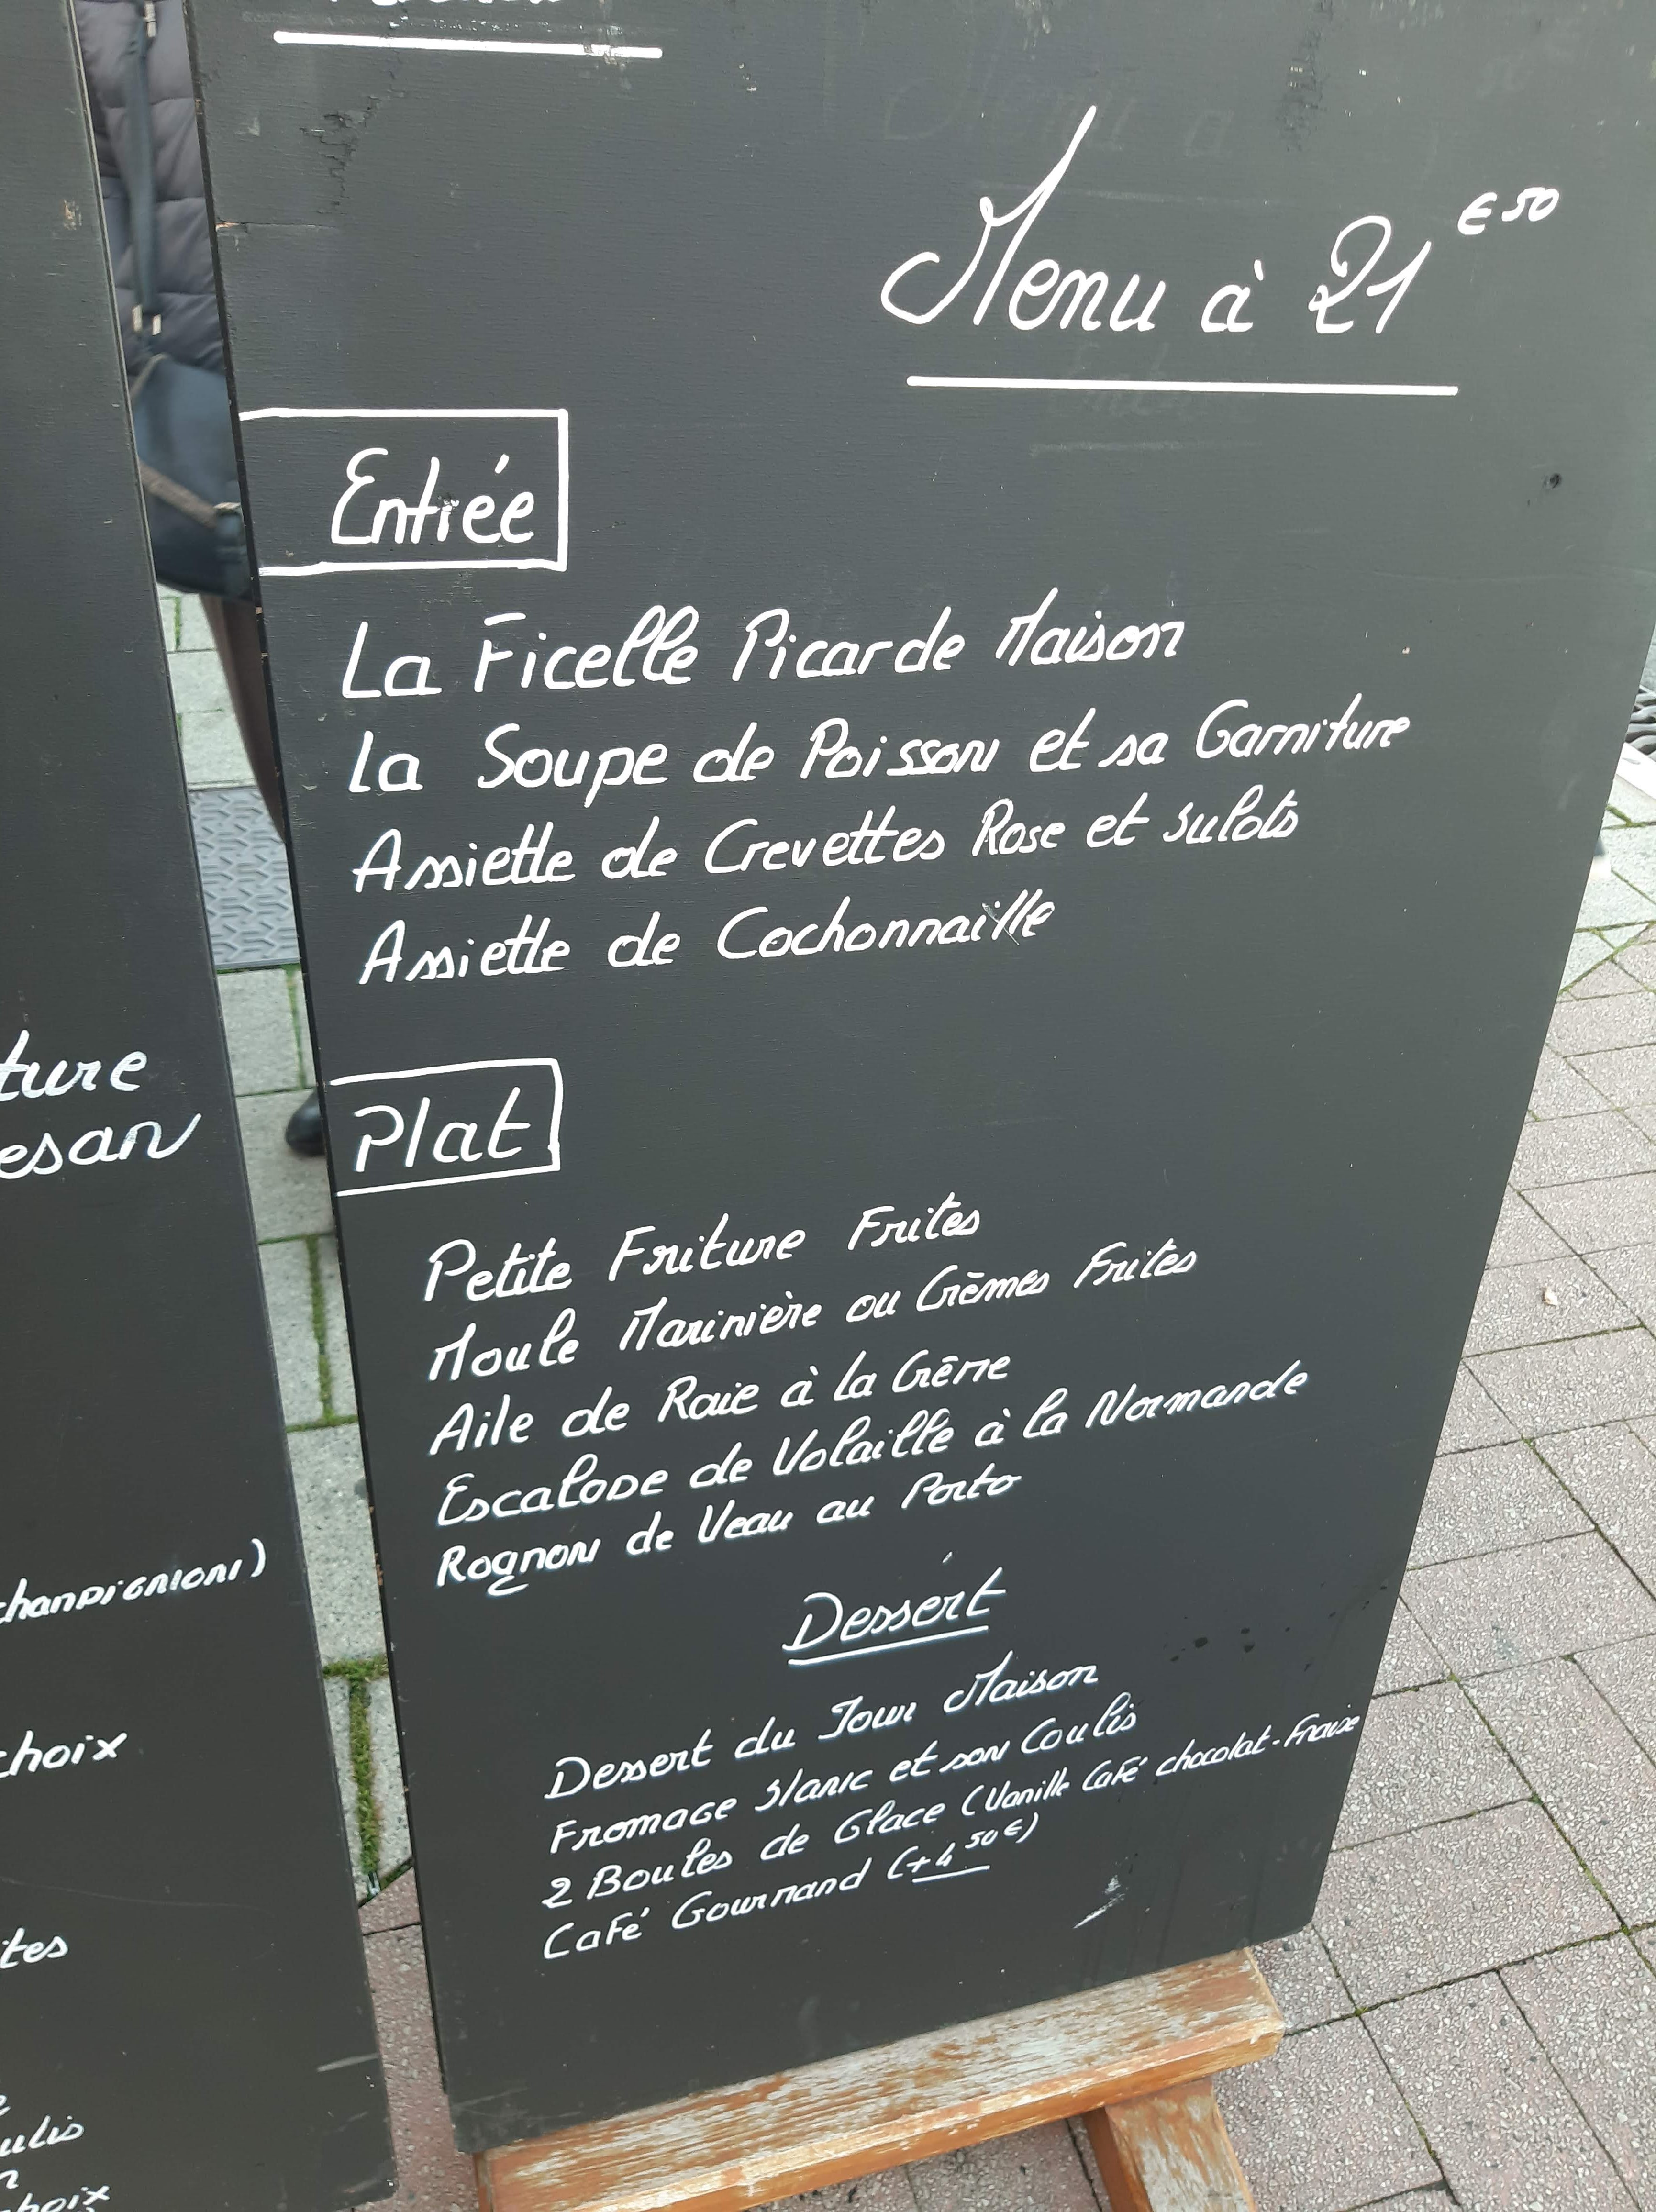 Menu à 21€50
Entrée
La Ficelle Picarde Maison
la Soupe de Poisson et sa Garniture
Assiette de Crevettes Rose et Bulots
Assiette de Cochonnaille
Plat
Petite Friture Frites
Moule Marinière ou Crèmes Frites
Aile de Raie à la Crême
Escalope de Volaille à la Normande
Rognon de Veau au Porto
Dessert
Dessert du Jour Maison
Fromage Blanc et son Coulis
2 Boules de Glace (Vanille Café chocolat-Fraise
Café Gourmand (+4 50€)
ture
esan
champignions)
choix
tes
ulis
choix